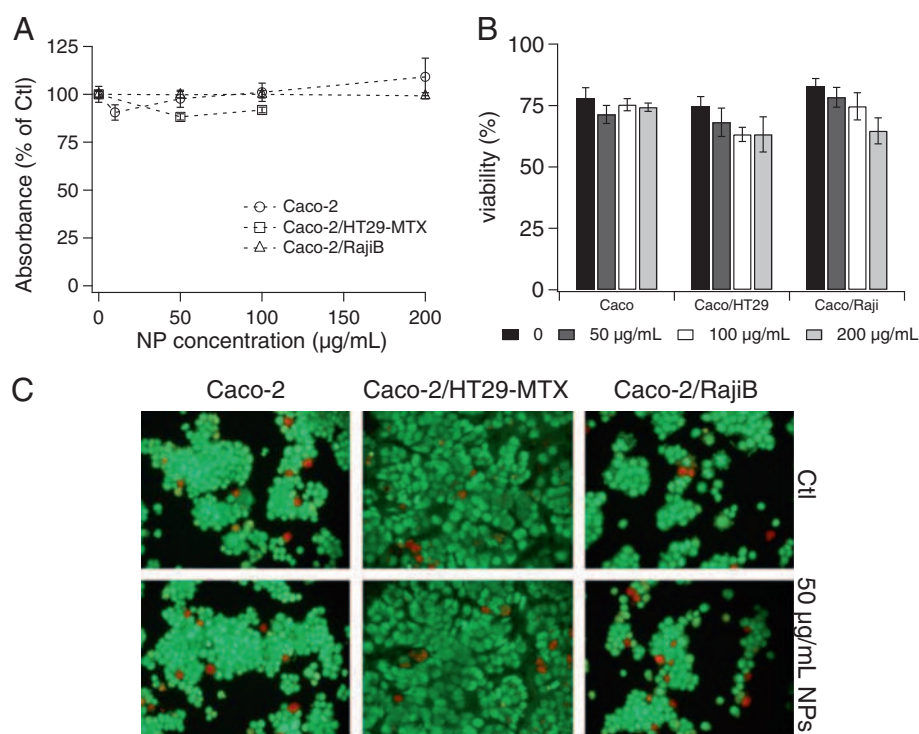 A
Absorbance (% of Ctl)
125
100
75
50
25
0
Caco-2
Caco-2/HT29-MTX
Caco-2/RajiB
0 50 100 150 200
NP concentration (µg/mL)
B
viability (%)
100
75
50
25
0
Caco Caco/HT29 Caco/Raji
0 50 µg/mL 100 µg/mL 200 µg/mL
C
Caco-2 Caco-2/HT29-MTX Caco-2/RajiB
Ctl
50 µg/mL NPs